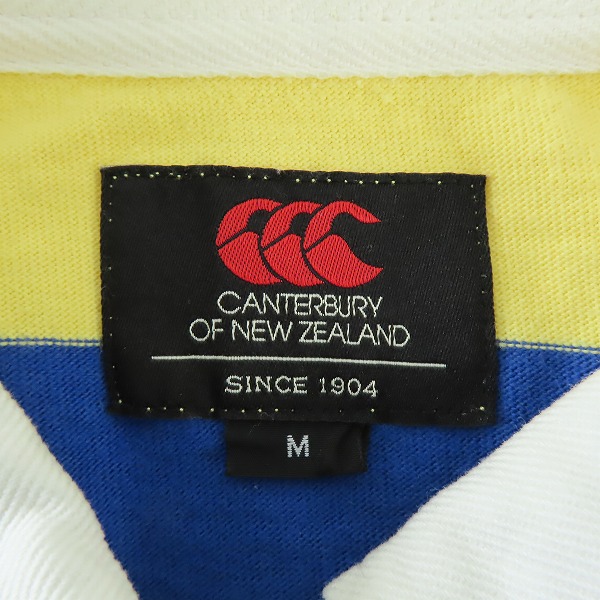 CANTERBURY
OF NEW ZEALAND
SINCE 1904
M